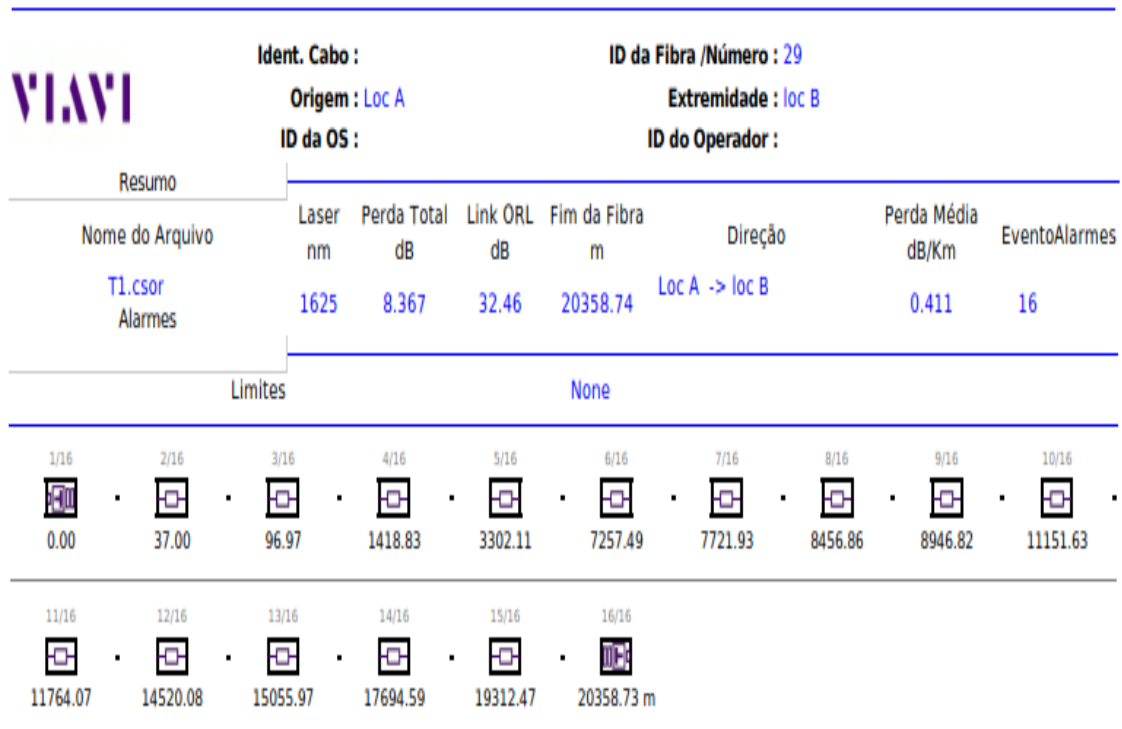 VIAVI
Ident. Cabo :
ID da Fibra /Número : 29
Origem : Loc A
Extremidade : loc B
ID da OS :
ID do Operador :
Resumo
Nome do Arquivo
Laser nm
Perda Total dB
Link ORL dB
Fim da Fibra m
Direção
Perda Média dB/Km
EventoAlarmes
T1.csor
1625 8.367 32.46 20358.74 Loc A -> loc B 0.411 16
Alarmes
Limites None
1/16 2/16 3/16 4/16 5/16 6/16 7/16 8/16 9/16 10/16
0.00 37.00 96.97 1418.83 3302.11 7257.49 7721.93 8456.86 8946.82 11151.63
11/16 12/16 13/16 14/16 15/16 16/16
11764.07 14520.08 15055.97 17694.59 19312.47 20358.73 m